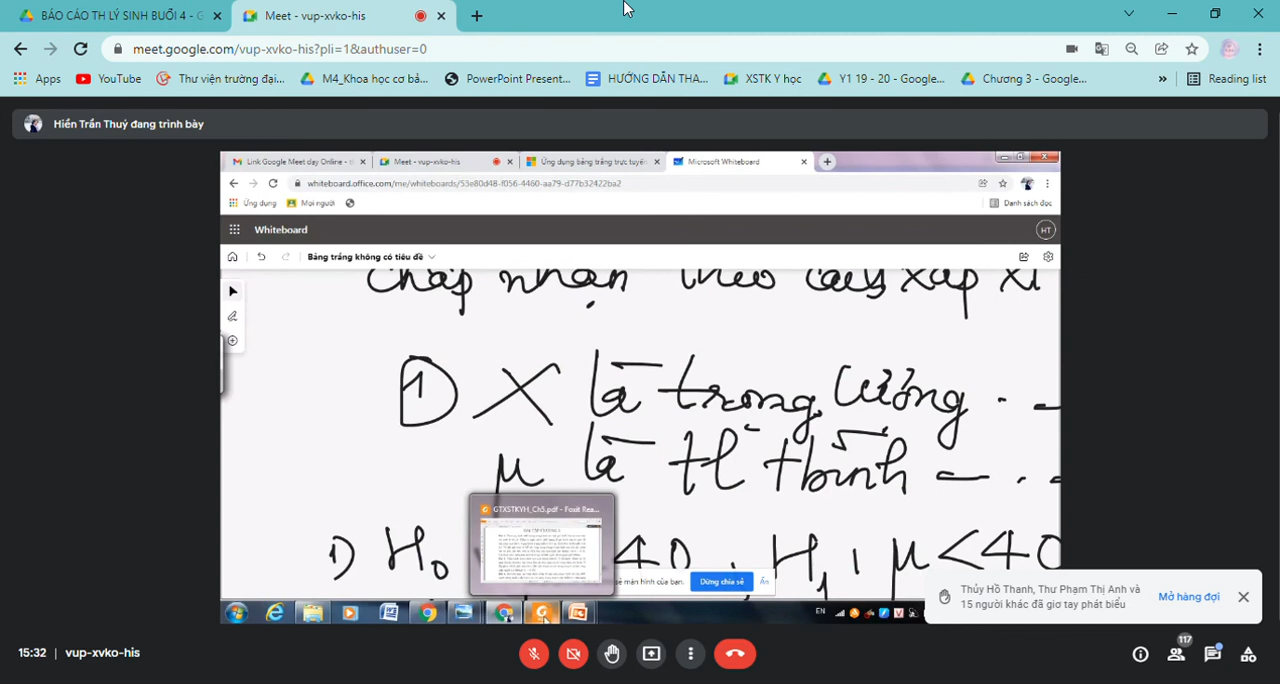 BÁO CÁO TH LÝ SINH BUỔI 4 - G
Meet - vup-xvko-his
meet.google.com/vup-xvko-his?pli=1&authuser=0
Apps YouTube Thư viện trường đại... M4_Khoa học cơ bả... PowerPoint Present... HƯỚNG DẪN THA... XSTK Y học Y1 19 - 20 - Google... Chương 3 - Google... » Reading list
Hiền Trần Thuý đang trình bày
Link Google Meet dạy Online - t
Meet - vup-xvko-his
Ứng dụng bảng trắng trực tuyến
Microsoft Whiteboard
whiteboard.office.com/me/whiteboards/53e80d48-f056-4460-aa79-d77b32422ba2
Ứng dụng Mọi người Danh sách đọc
Whiteboard HT
Bảng trắng không có tiêu đề
chấp nhận theo xấp xỉ
① X là trọng lượng . –
μ là tl tbình – . .
GTXSTKYH_Ch5.pdf - Foxit Rea...
1) H₀ 40, H₁, μ<40
sẻ màn hình của bạn. Dừng chia sẻ Ẩn
EN
Thủy Hồ Thanh, Thư Phạm Thị Anh và
15 người khác đã giơ tay phát biểu
Mở hàng đợi
15:32 | vup-xvko-his
117